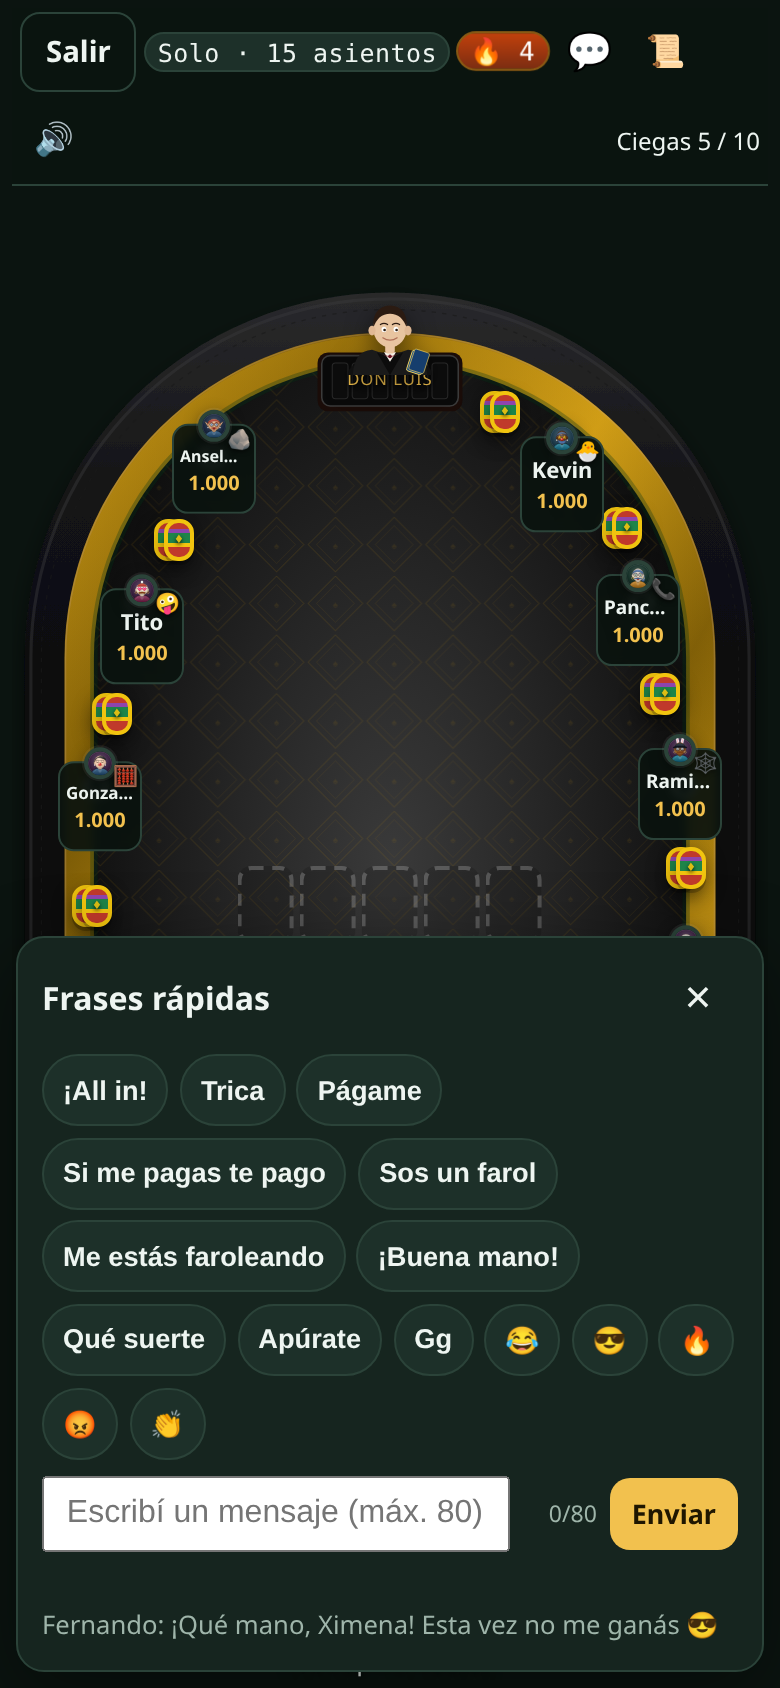 Salir
Solo · 15 asientos
🔥 4
Ciegas 5 / 10
DON LUIS
Ansel...
1.000
Kevin
1.000
Tito
1.000
Panc...
1.000
Gonza...
1.000
Rami...
1.000
Frases rápidas
✕
¡All in!
Trica
Págame
Si me pagas te pago
Sos un farol
Me estás faroleando
¡Buena mano!
Qué suerte
Apúrate
Gg
😂 😎 🔥
😡 👏
Escribí un mensaje (máx. 80)
0/80
Enviar
Fernando: ¡Qué mano, Ximena! Esta vez no me ganás 😎